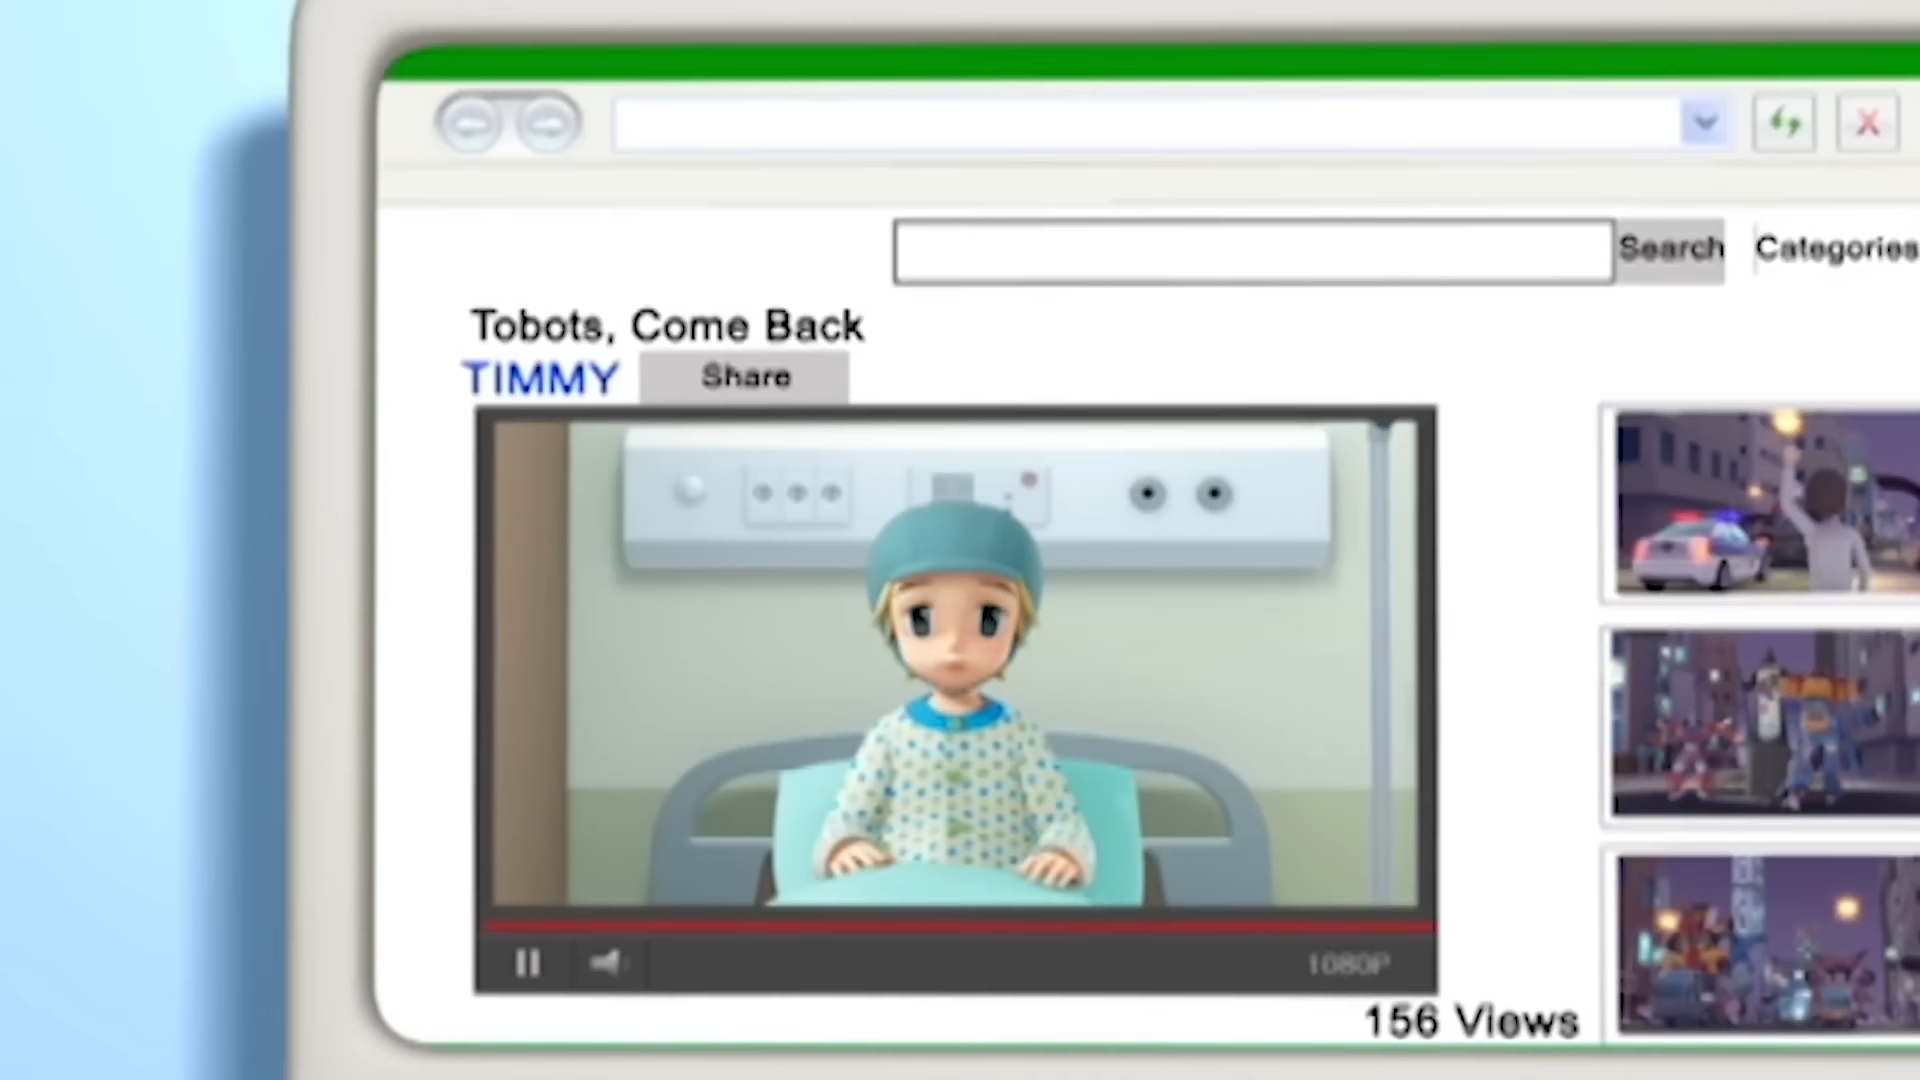 Search Categories
Tobots, Come Back
TIMMY Share
1080P
156 Views